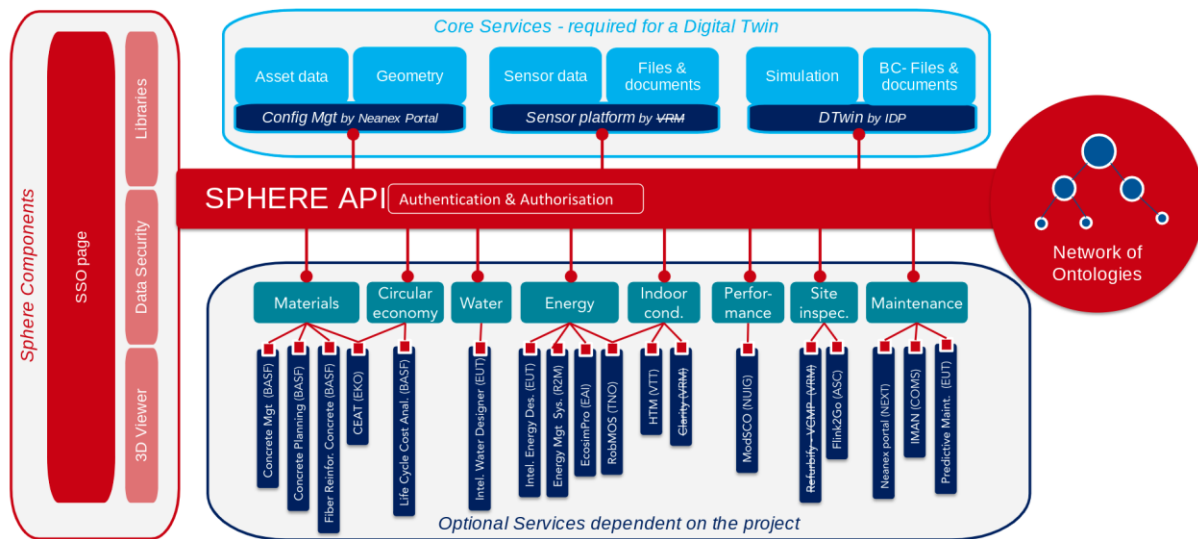 Sphere Components
SSO page
Libraries
Data Security
3D Viewer
Core Services - required for a Digital Twin
Asset data
Geometry
Config Mgt by Neanex Portal
Sensor data
Files &
documents
Sensor platform by VRM
Simulation
BC- Files &
documents
DTwin by IDP
SPHERE API
Authentication & Authorisation
Network of
Ontologies
Materials
Circular
economy
Water
Energy
Indoor
cond.
Perfor-
mance
Site
inspec.
Maintenance
Concrete Mgt (BASF)
Concrete Planning (BASF)
Fiber Reinfor. Concrete (BASF)
CEAT (EKO)
Life Cycle Cost Anal. (BASF)
Intel. Water Designer (EUT)
Intel. Energy Des. (EUT)
Energy Mgt Sys. (R2M)
EcosimPro (EAI)
RobMOS (TNO)
HTM (VTT)
Clarity (VRM)
ModSCO (NUIG)
Refurbify - VCMP (VRM)
Flink2Go (ASC)
Neanex portal (NEXT)
IMAN (COMS)
Predictive Maint. (EUT)
Optional Services dependent on the project